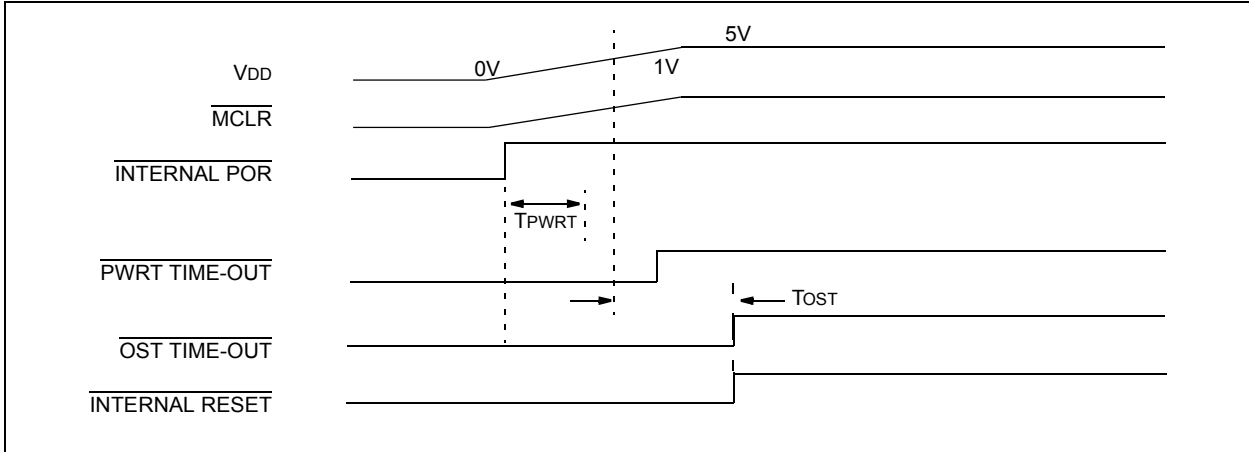 5V
VDD 0V 1V
MCLR
INTERNAL POR
TPWRT
PWRT TIME-OUT
TOST
OST TIME-OUT
INTERNAL RESET